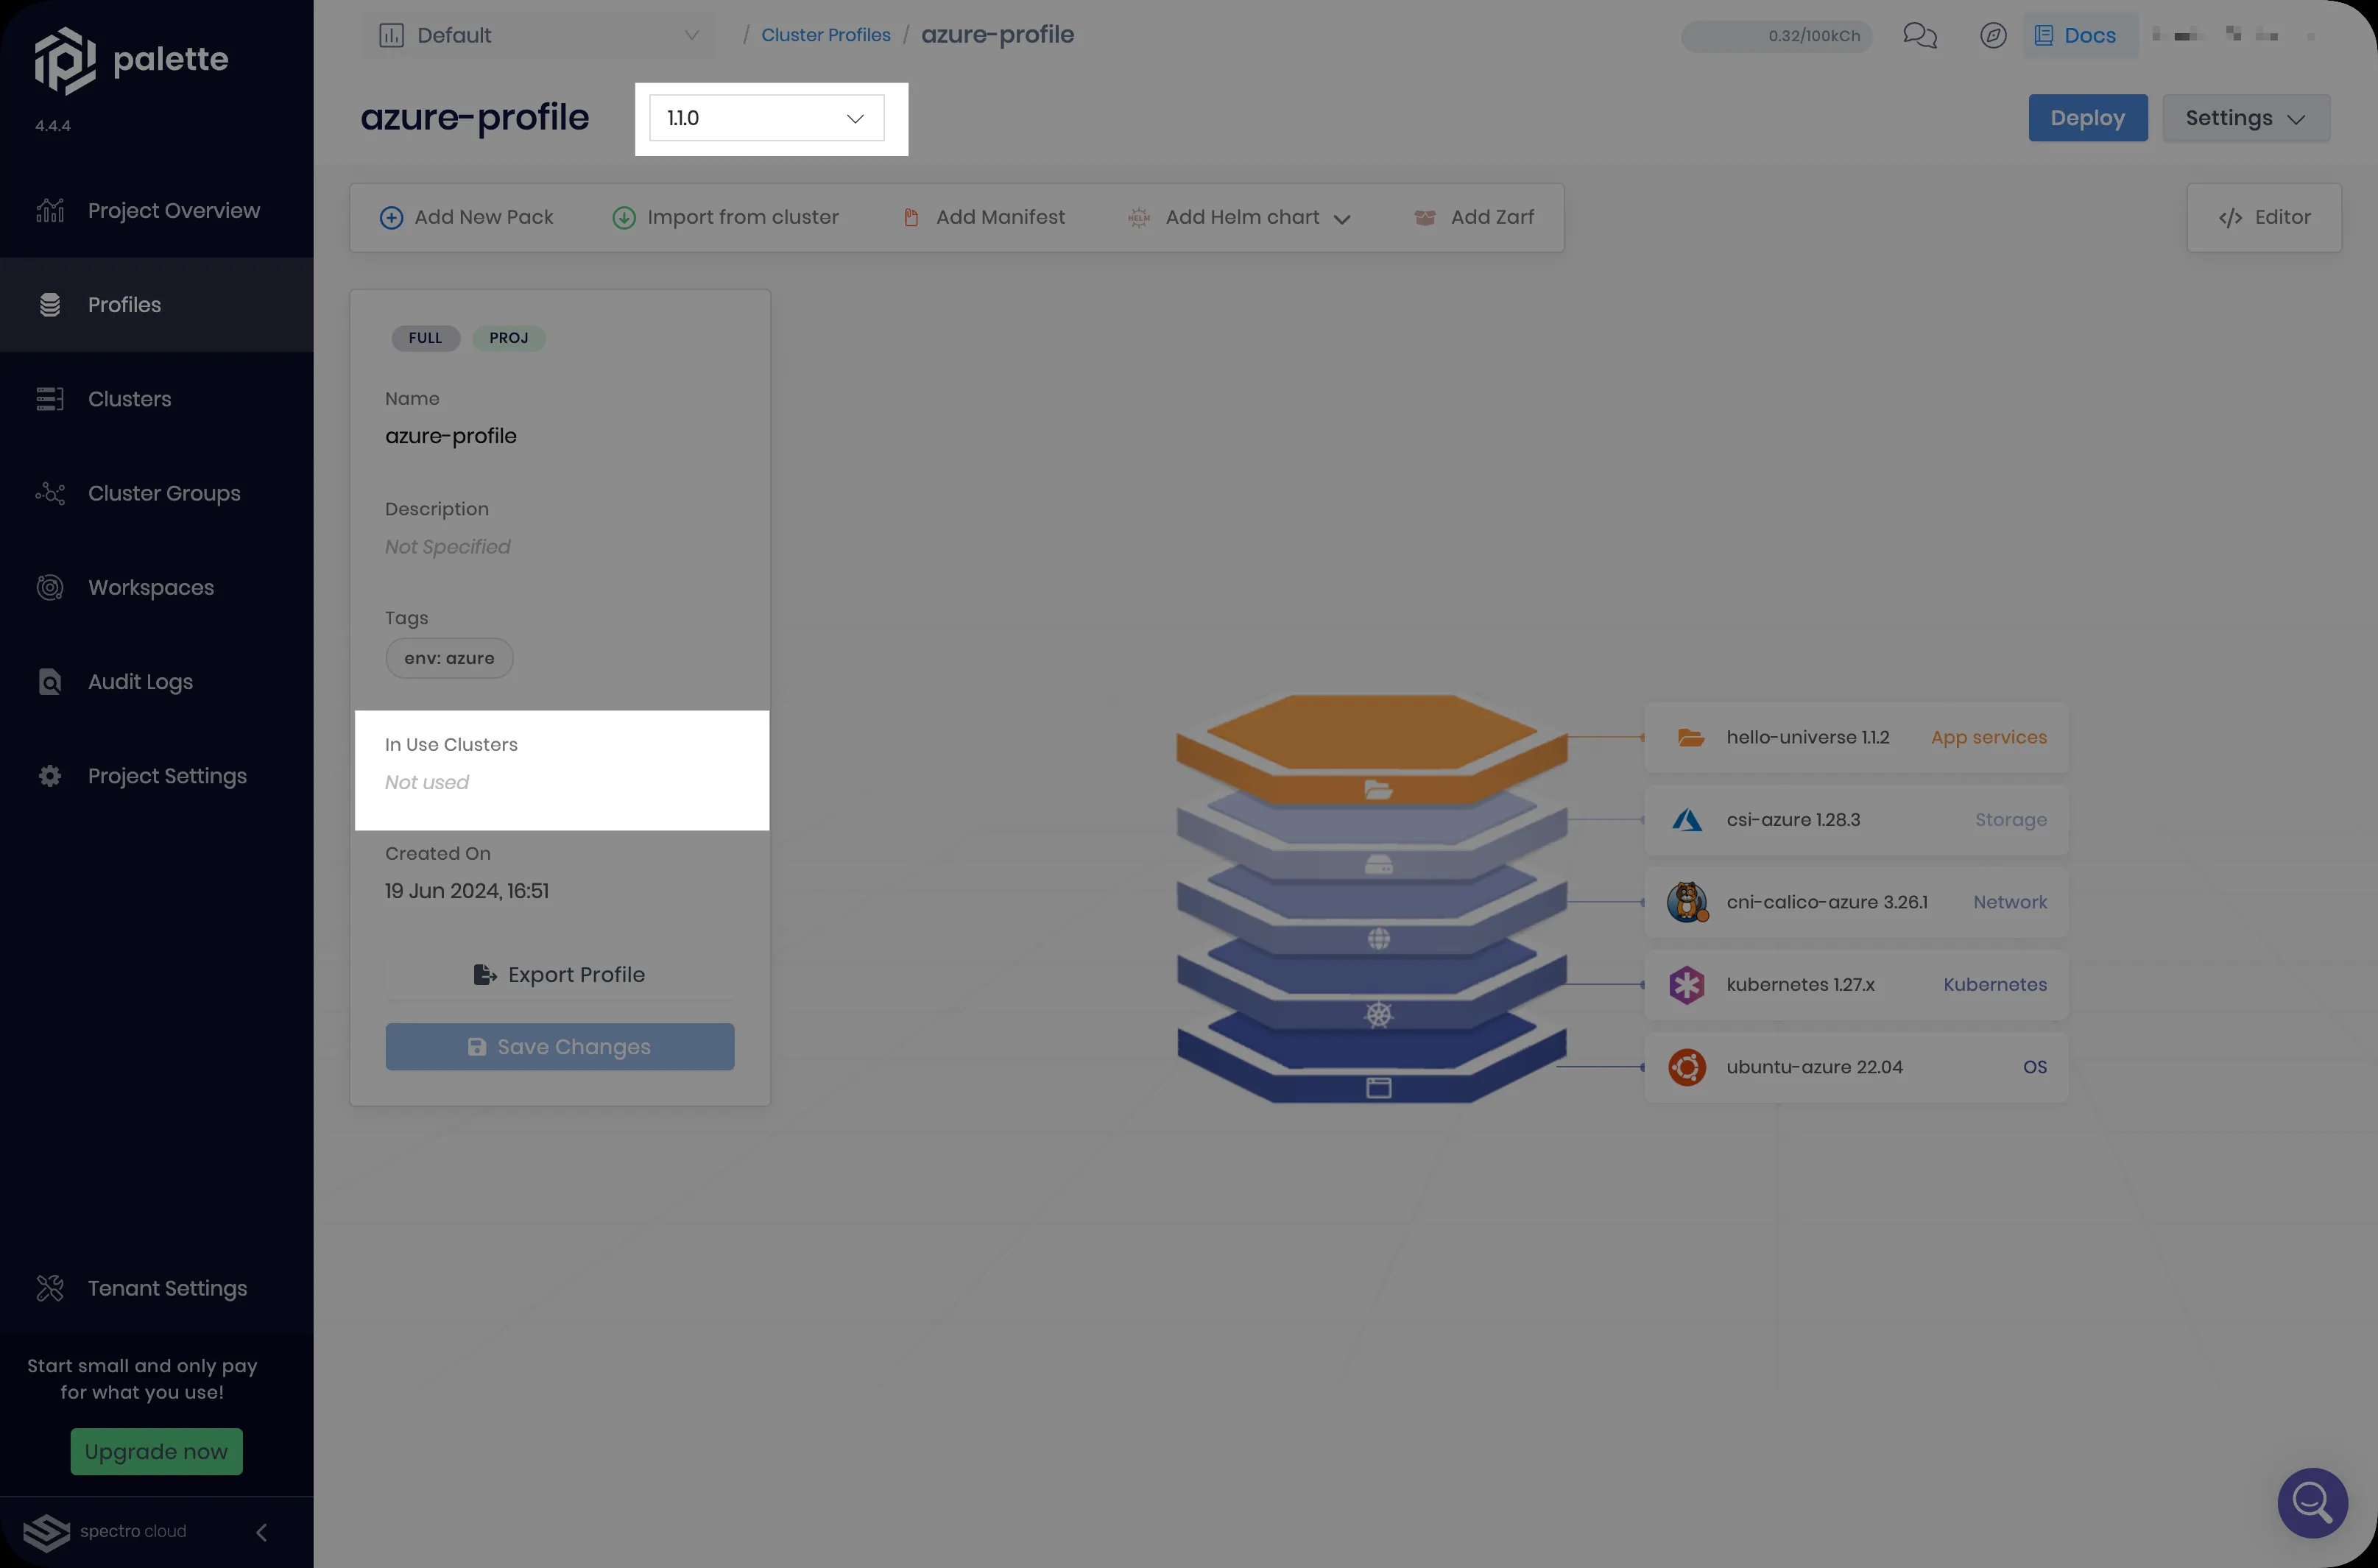 palette
4.4.4
Project Overview
Profiles
Clusters
Cluster Groups
Workspaces
Audit Logs
Project Settings
Tenant Settings
Start small and only pay
for what you use!
Upgrade now
spectro cloud
Default
/ Cluster Profiles / azure-profile
0.32/100kCh
Docs
azure-profile
1.1.0
Deploy
Settings
Add New Pack
Import from cluster
Add Manifest
HELM
Add Helm chart
Add Zarf
</> Editor
FULL PROJ
Name
azure-profile
Description
Not Specified
Tags
env: azure
In Use Clusters
Not used
Created On
19 Jun 2024, 16:51
Export Profile
Save Changes
hello-universe 1.1.2 App services
csi-azure 1.28.3 Storage
cni-calico-azure 3.26.1 Network
kubernetes 1.27.x Kubernetes
ubuntu-azure 22.04 OS